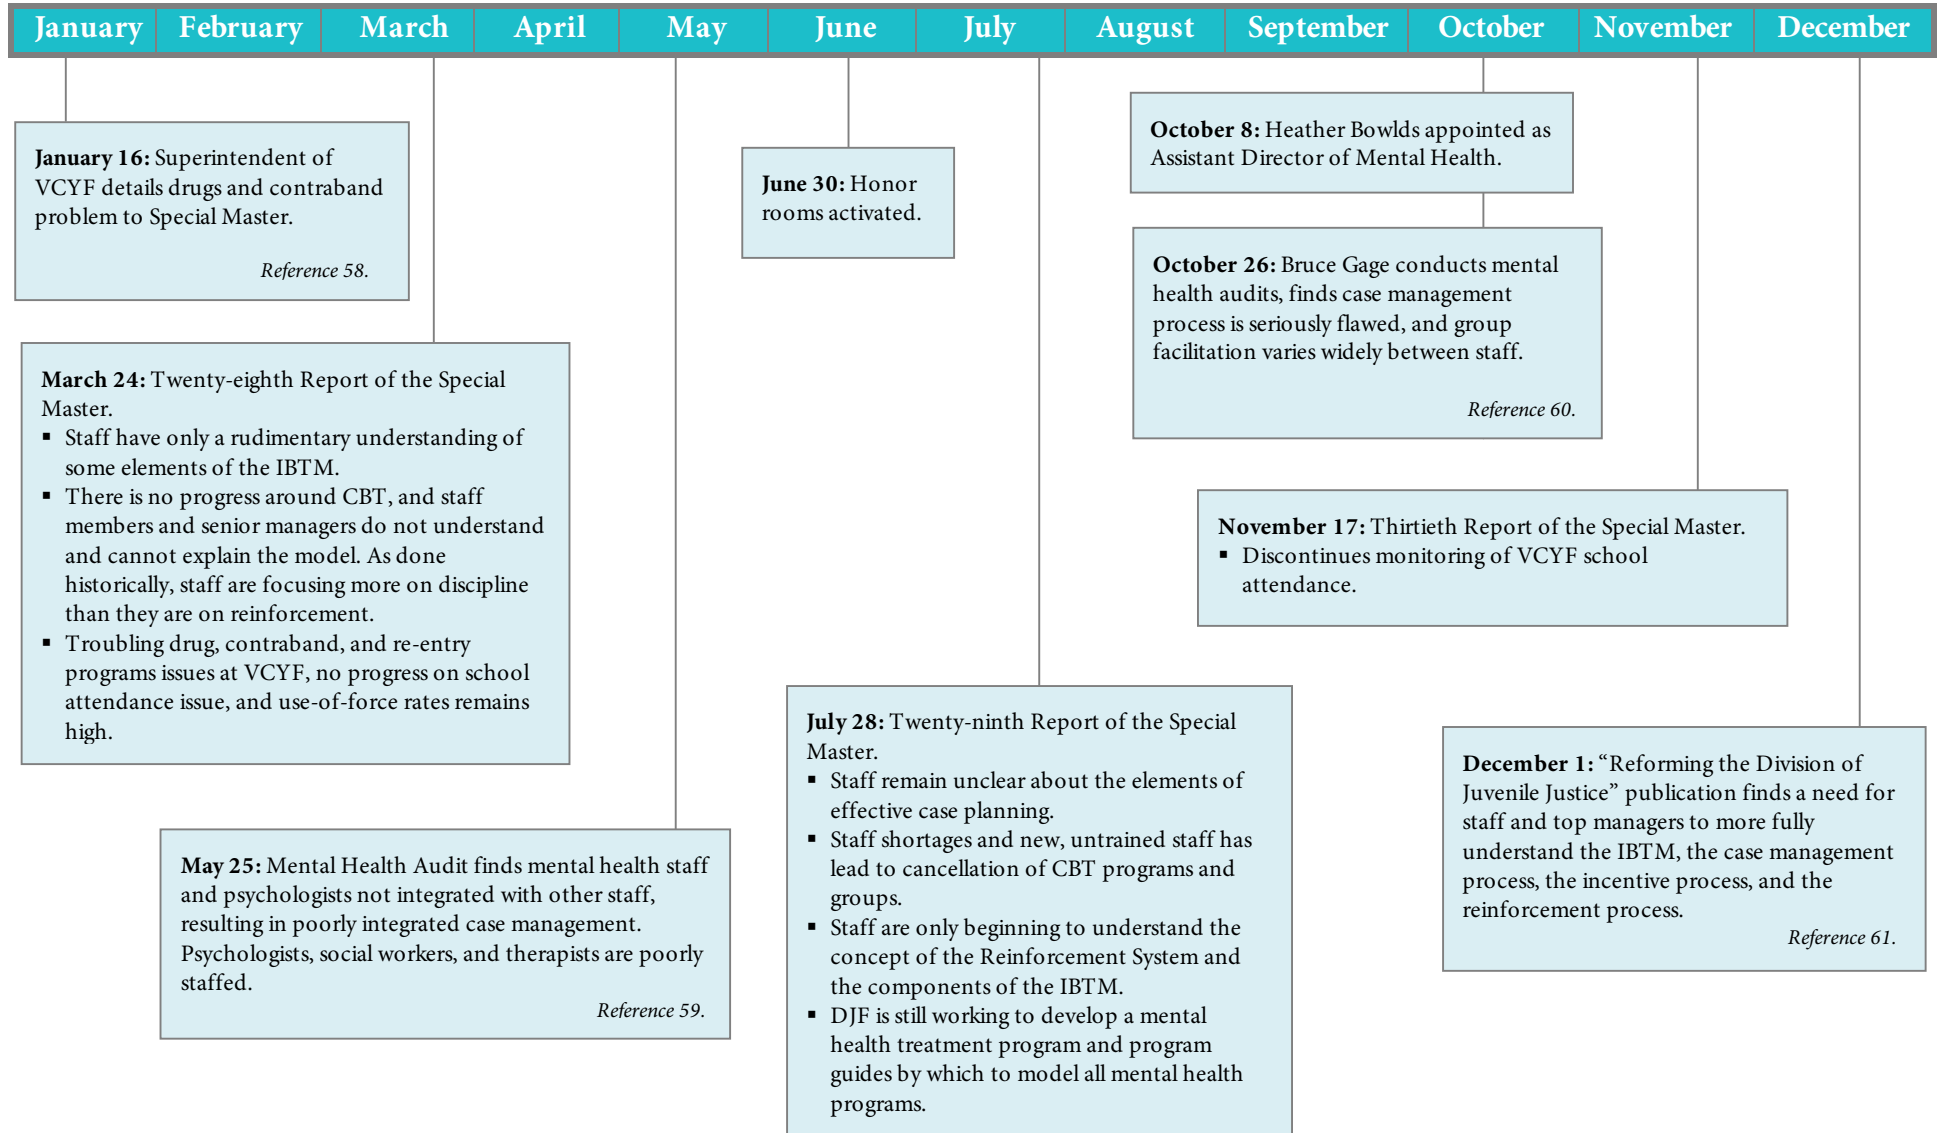 January February March April May June July August September October November December
January 16: Superintendent of
VCYF details drugs and contraband
problem to Special Master.
Reference 58.
March 24: Twenty-eighth Report of the Special
Master.
▪ Staff have only a rudimentary understanding of
some elements of the IBTM.
▪ There is no progress around CBT, and staff
members and senior managers do not understand
and cannot explain the model. As done
historically, staff are focusing more on discipline
than they are on reinforcement.
▪ Troubling drug, contraband, and re-entry
programs issues at VCYF, no progress on school
attendance issue, and use-of-force rates remains
high.
May 25: Mental Health Audit finds mental health staff
and psychologists not integrated with other staff,
resulting in poorly integrated case management.
Psychologists, social workers, and therapists are poorly
staffed.
Reference 59.
June 30: Honor
rooms activated.
July 28: Twenty-ninth Report of the Special
Master.
▪ Staff remain unclear about the elements of
effective case planning.
▪ Staff shortages and new, untrained staff has
lead to cancellation of CBT programs and
groups.
▪ Staff are only beginning to understand the
concept of the Reinforcement System and
the components of the IBTM.
▪ DJF is still working to develop a mental
health treatment program and program
guides by which to model all mental health
programs.
October 8: Heather Bowlds appointed as
Assistant Director of Mental Health.
October 26: Bruce Gage conducts mental
health audits, finds case management
process is seriously flawed, and group
facilitation varies widely between staff.
Reference 60.
November 17: Thirtieth Report of the Special Master.
▪ Discontinues monitoring of VCYF school
attendance.
December 1: “Reforming the Division of
Juvenile Justice” publication finds a need for
staff and top managers to more fully
understand the IBTM, the case management
process, the incentive process, and the
reinforcement process.
Reference 61.